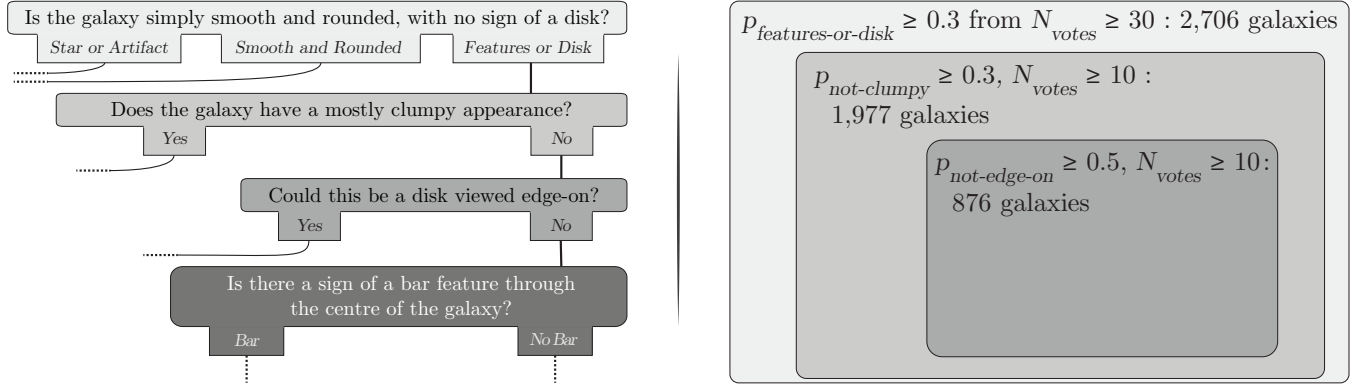 Is the galaxy simply smooth and rounded, with no sign of a disk?
Star or Artifact
Smooth and Rounded
Features or Disk
Does the galaxy have a mostly clumpy appearance?
Yes
No
Could this be a disk viewed edge-on?
Yes
No
Is there a sign of a bar feature through
the centre of the galaxy?
Bar
No Bar
p_features-or-disk ≥ 0.3 from N_votes ≥ 30 : 2,706 galaxies
p_not-clumpy ≥ 0.3, N_votes ≥ 10 :
1,977 galaxies
p_not-edge-on ≥ 0.5, N_votes ≥ 10:
876 galaxies